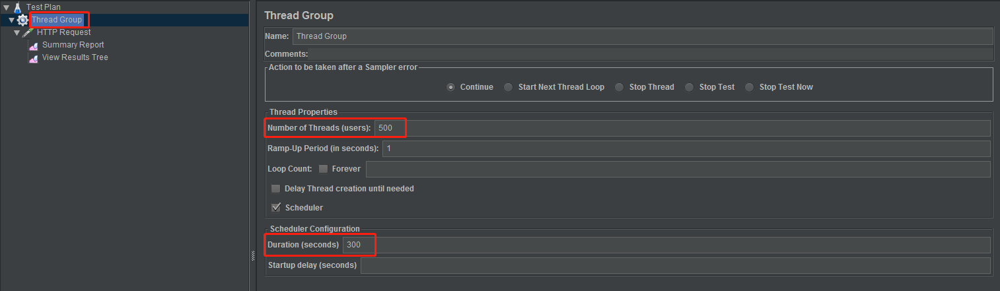 Test Plan
Thread Group
HTTP Request
Summary Report
View Results Tree
Thread Group
Name: Thread Group
Comments:
Action to be taken after a Sampler error
Continue Start Next Thread Loop Stop Thread Stop Test Stop Test Now
Thread Properties
Number of Threads (users): 500
Ramp-Up Period (in seconds): 1
Loop Count: Forever
Delay Thread creation until needed
Scheduler
Scheduler Configuration
Duration (seconds) 300
Startup delay (seconds)